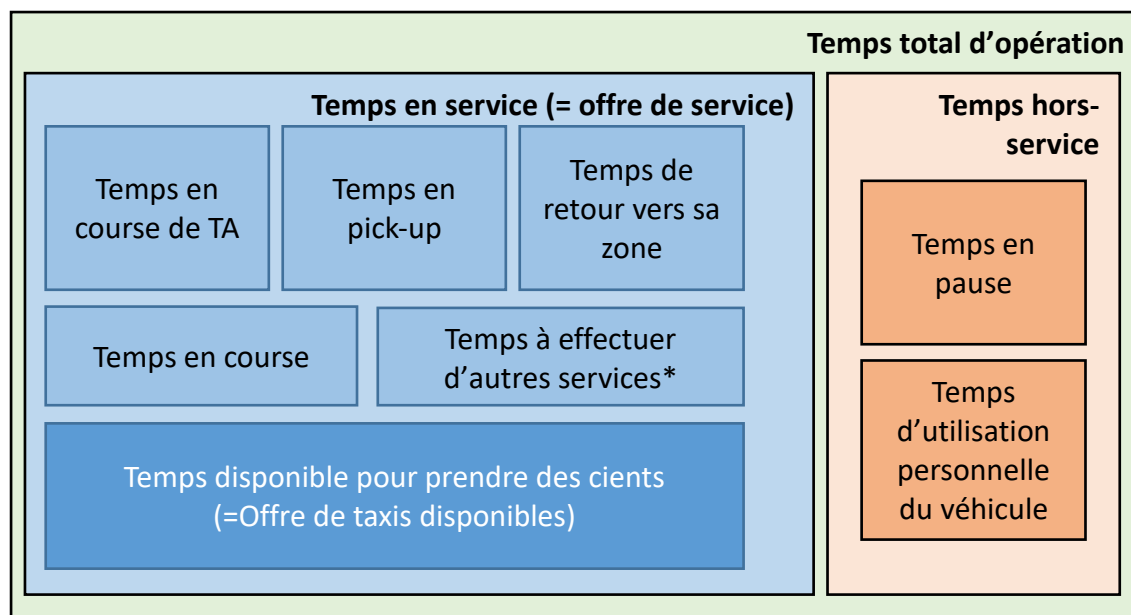 Temps total d’opération
Temps en service (= offre de service)
Temps en
course de TA
Temps en
pick-up
Temps de
retour vers sa
zone
Temps en course
Temps à effectuer
d’autres services*
Temps disponible pour prendre des cients
(=Offre de taxis disponibles)
Temps hors-
service
Temps en
pause
Temps
d’utilisation
personnelle
du véhicule